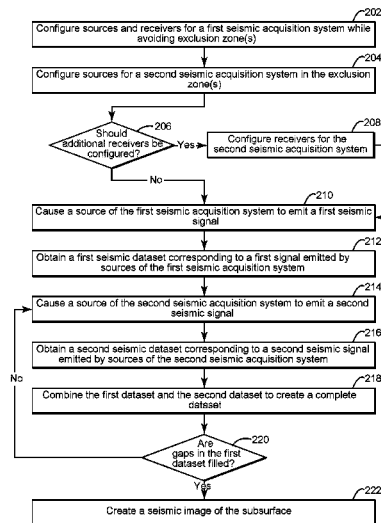 202
Configure sources and receivers for a first seismic acquisition system while
avoiding exclusion zone(s)
204
Configure sources for a second seismic acquisition system in the exclusion
zone(s)
206
Should
additional receivers be
configured?
Yes
208
Configure receivers for the
second seismic acquisition system
No
210
Cause a source of the first seismic acquisition system to emit a first seismic
signal
212
Obtain a first seismic dataset corresponding to a first signal emitted by
sources of the first seismic acquisition system
214
Cause a source of the second seismic acquisition system to emit a second
seismic signal
216
Obtain a second seismic dataset corresponding to a second seismic signal
emitted by sources of the second seismic acquisition system
No
218
Combine the first dataset and the second dataset to create a complete
dataset
220
Are
gaps in the first
dataset filled?
Yes
222
Create a seismic image of the subsurface